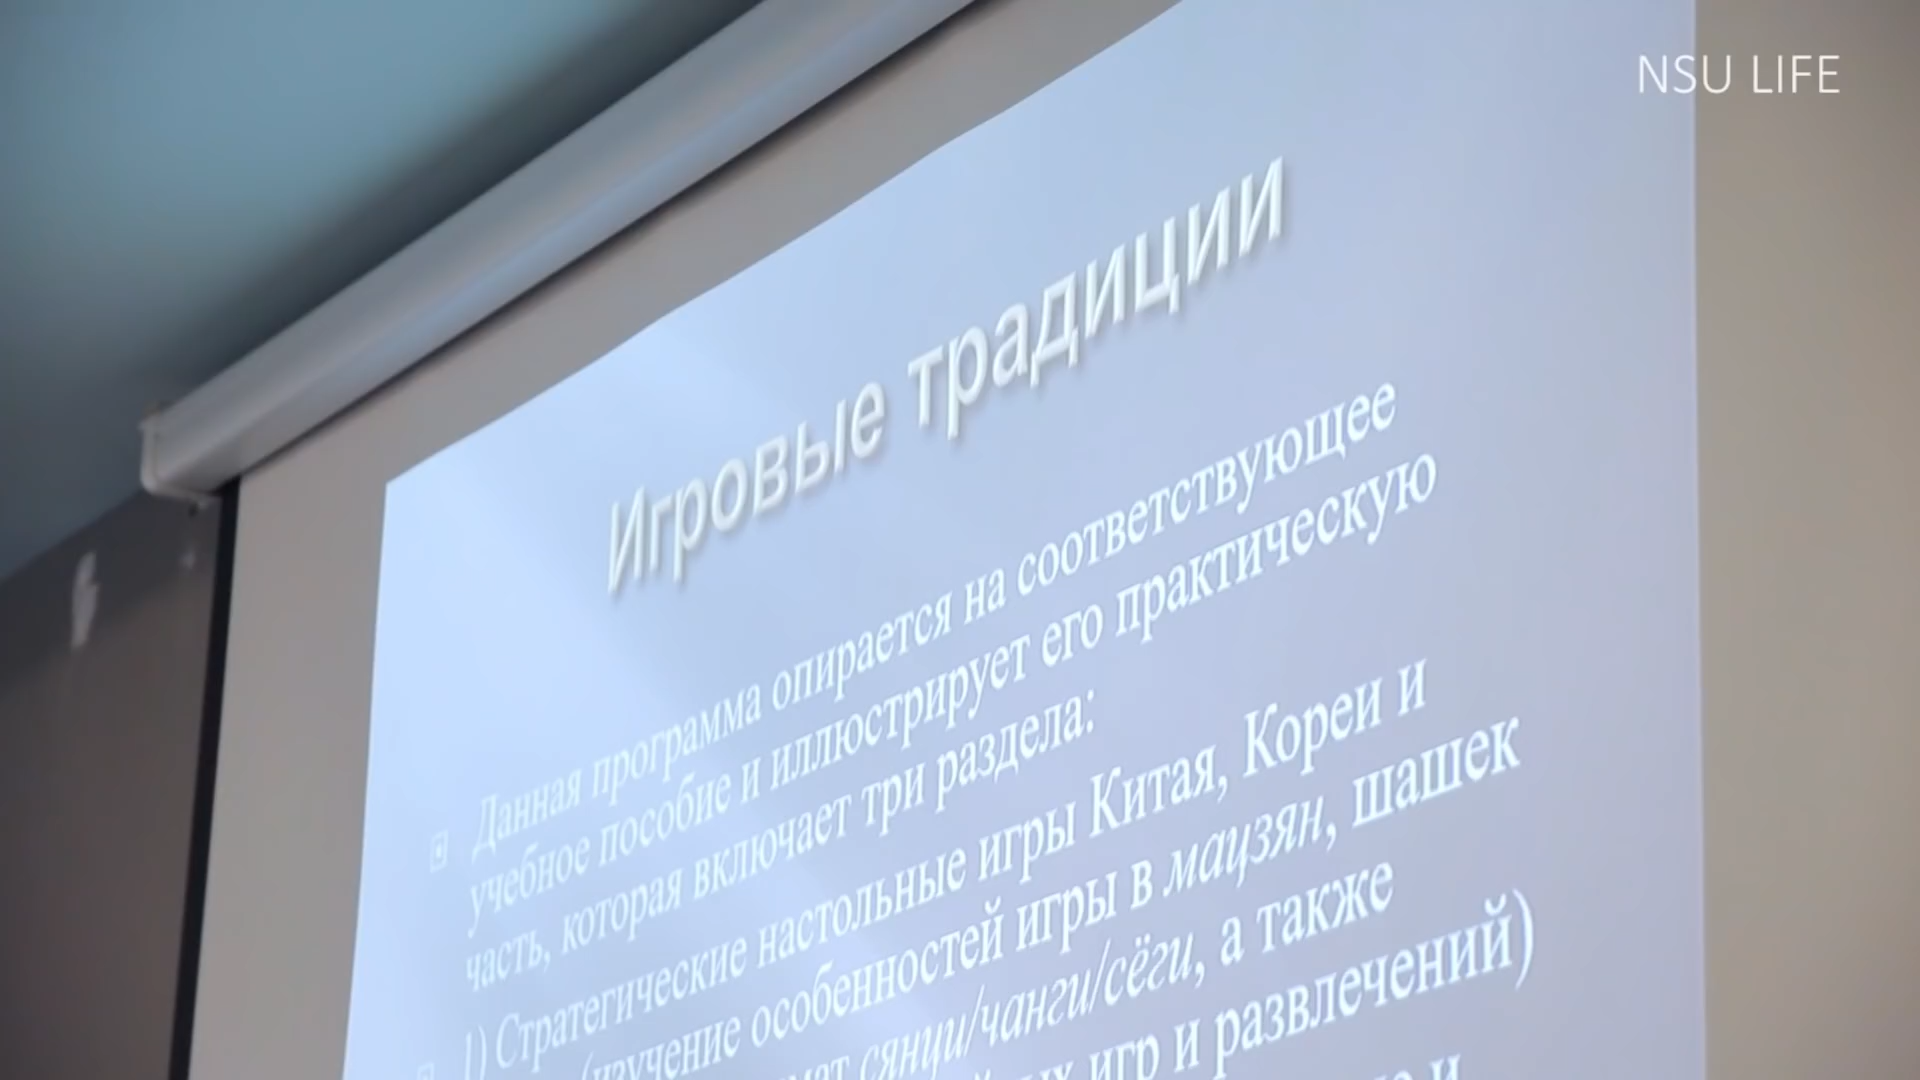 NSU LIFE
Игровые традиции
Данная программа опирается на соответствующее
учебное пособие и иллюстрирует его практическую
часть, которая включает три раздела:
1) Стратегические настольные игры Китая, Кореи и
(изучение особенностей игры в мацзян, шашек
сянци/чанги/сёги, а также
игр и развлечений)
и